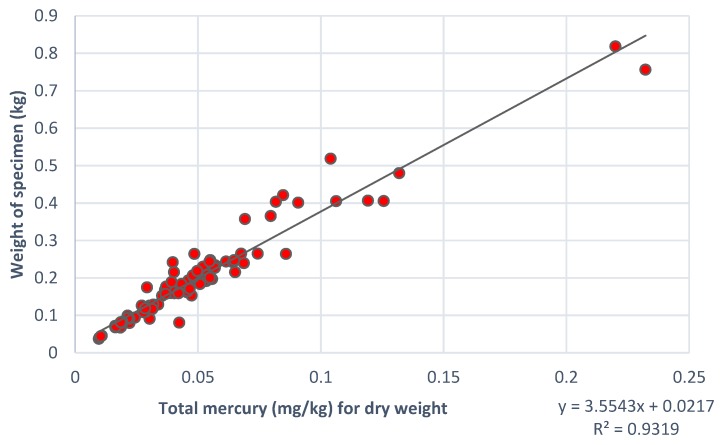 0.9
0.8
0.7
0.6
0.5
0.4
0.3
0.2
0.1
0
Weight of specimen (kg)
0 0.05 0.1 0.15 0.2 0.25
Total mercury (mg/kg) for dry weight
y = 3.5543x + 0.0217
R² = 0.9319